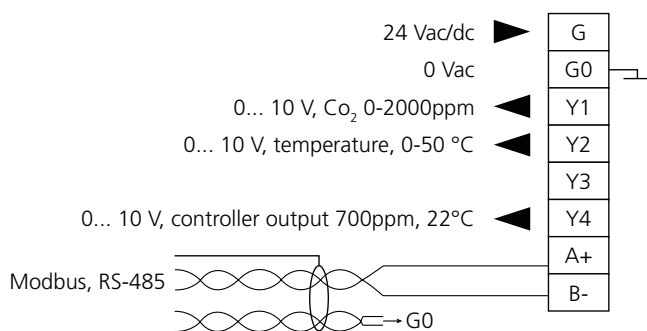 24 Vac/dc G
0 Vac G0
0... 10 V, Co₂ 0-2000ppm Y1
0... 10 V, temperature, 0-50 °C Y2
Y3
0... 10 V, controller output 700ppm, 22°C Y4
A+
Modbus, RS-485 B-
G0